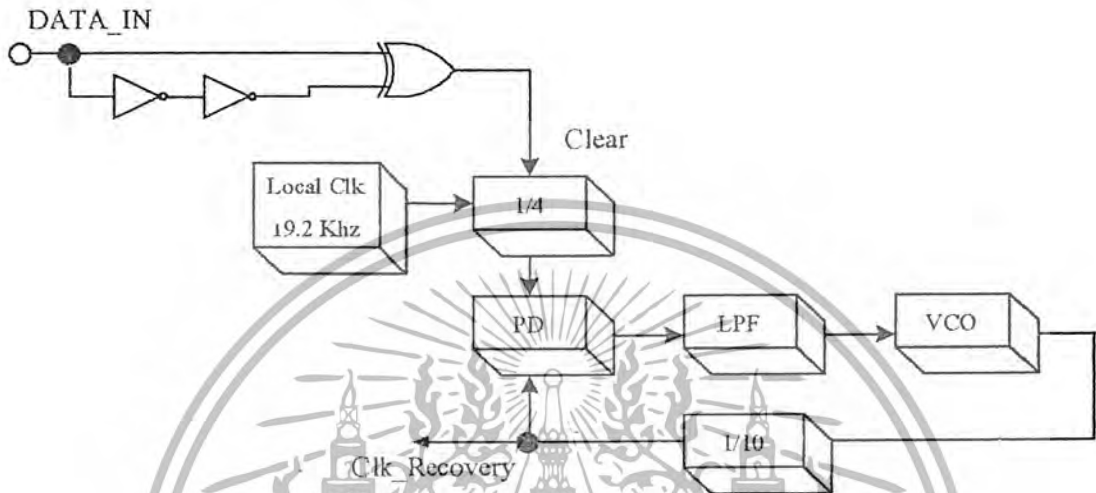 DATA_IN
Clear
Local Clk
19.2 Khz
1/4
PD
LPF
VCO
1/10
Clk_Recovery